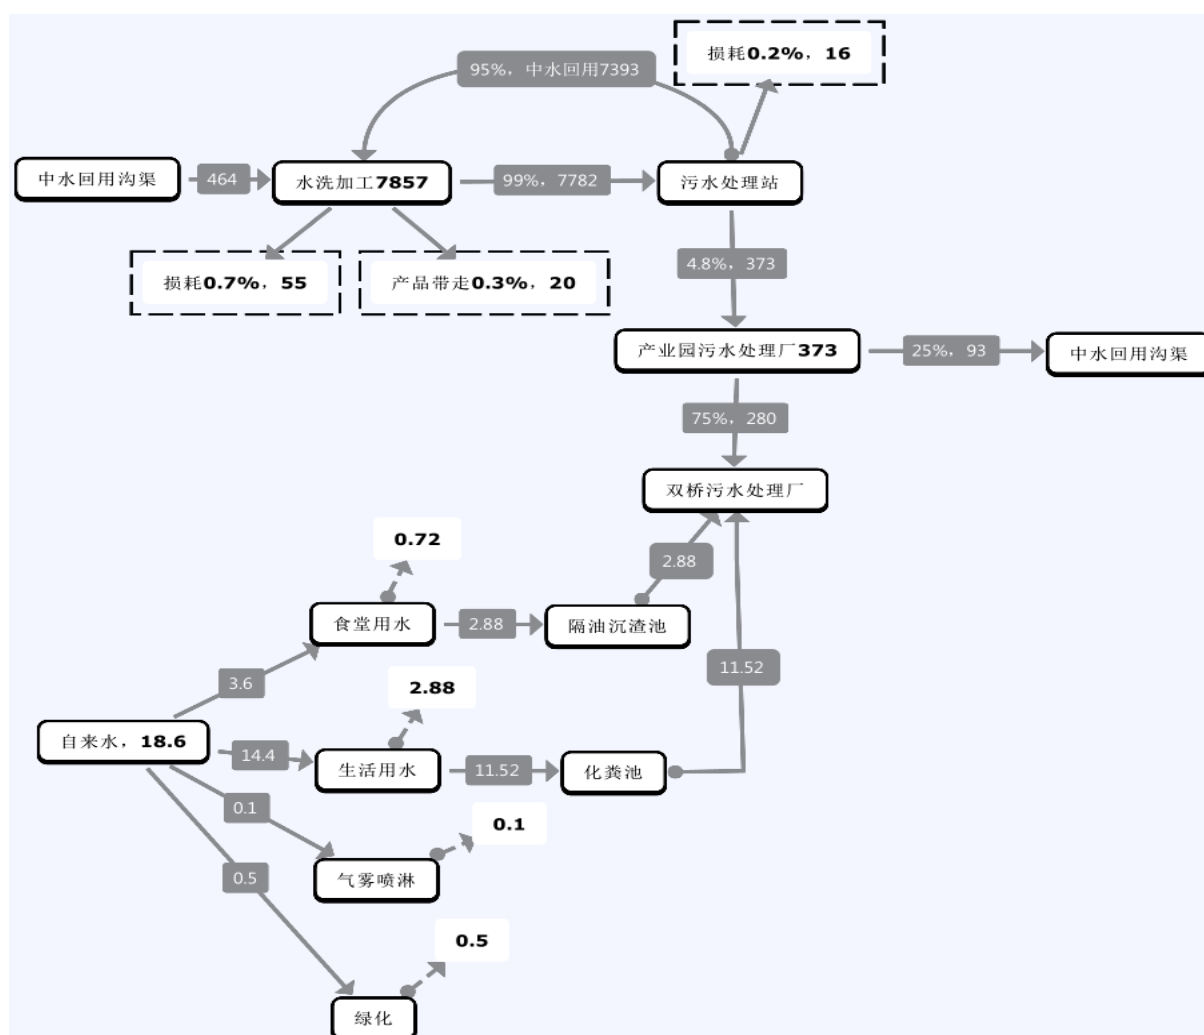 损耗0.2%，16
95%，中水回用7393
中水回用沟渠
464
水洗加工7857
99%，7782
污水处理站
损耗0.7%，55
产品带走0.3%，20
4.8%，373
产业园污水处理厂373
25%，93
中水回用沟渠
75%，280
双桥污水处理厂
0.72
2.88
食堂用水
2.88
隔油沉渣池
3.6
2.88
11.52
自来水，18.6
14.4
生活用水
11.52
化粪池
0.1
0.1
气雾喷淋
0.5
0.5
绿化